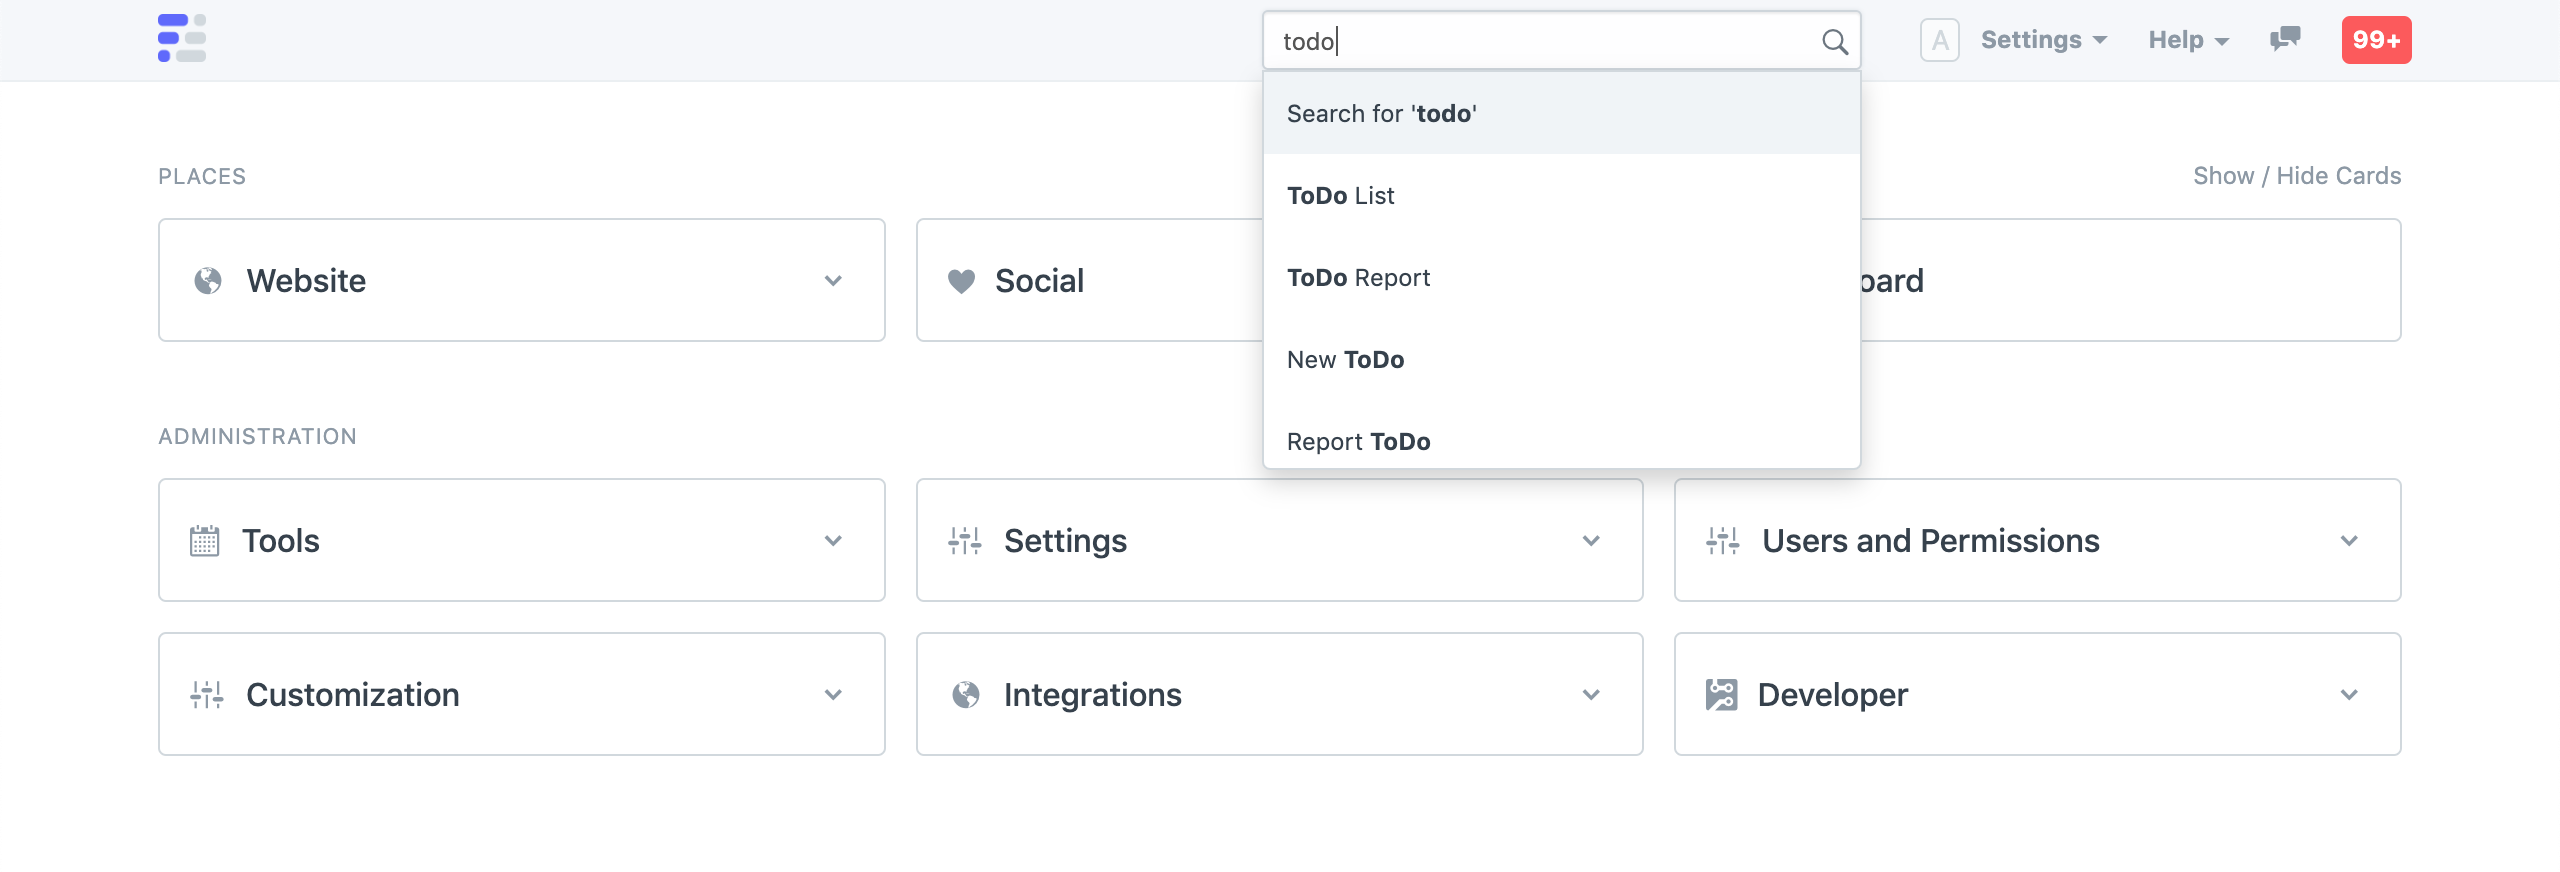 todo
A Settings Help 99+
Search for 'todo'
ToDo List
ToDo Report
New ToDo
Report ToDo
PLACES
Show / Hide Cards
Website
Social
ADMINISTRATION
Tools
Settings
Users and Permissions
Customization
Integrations
Developer